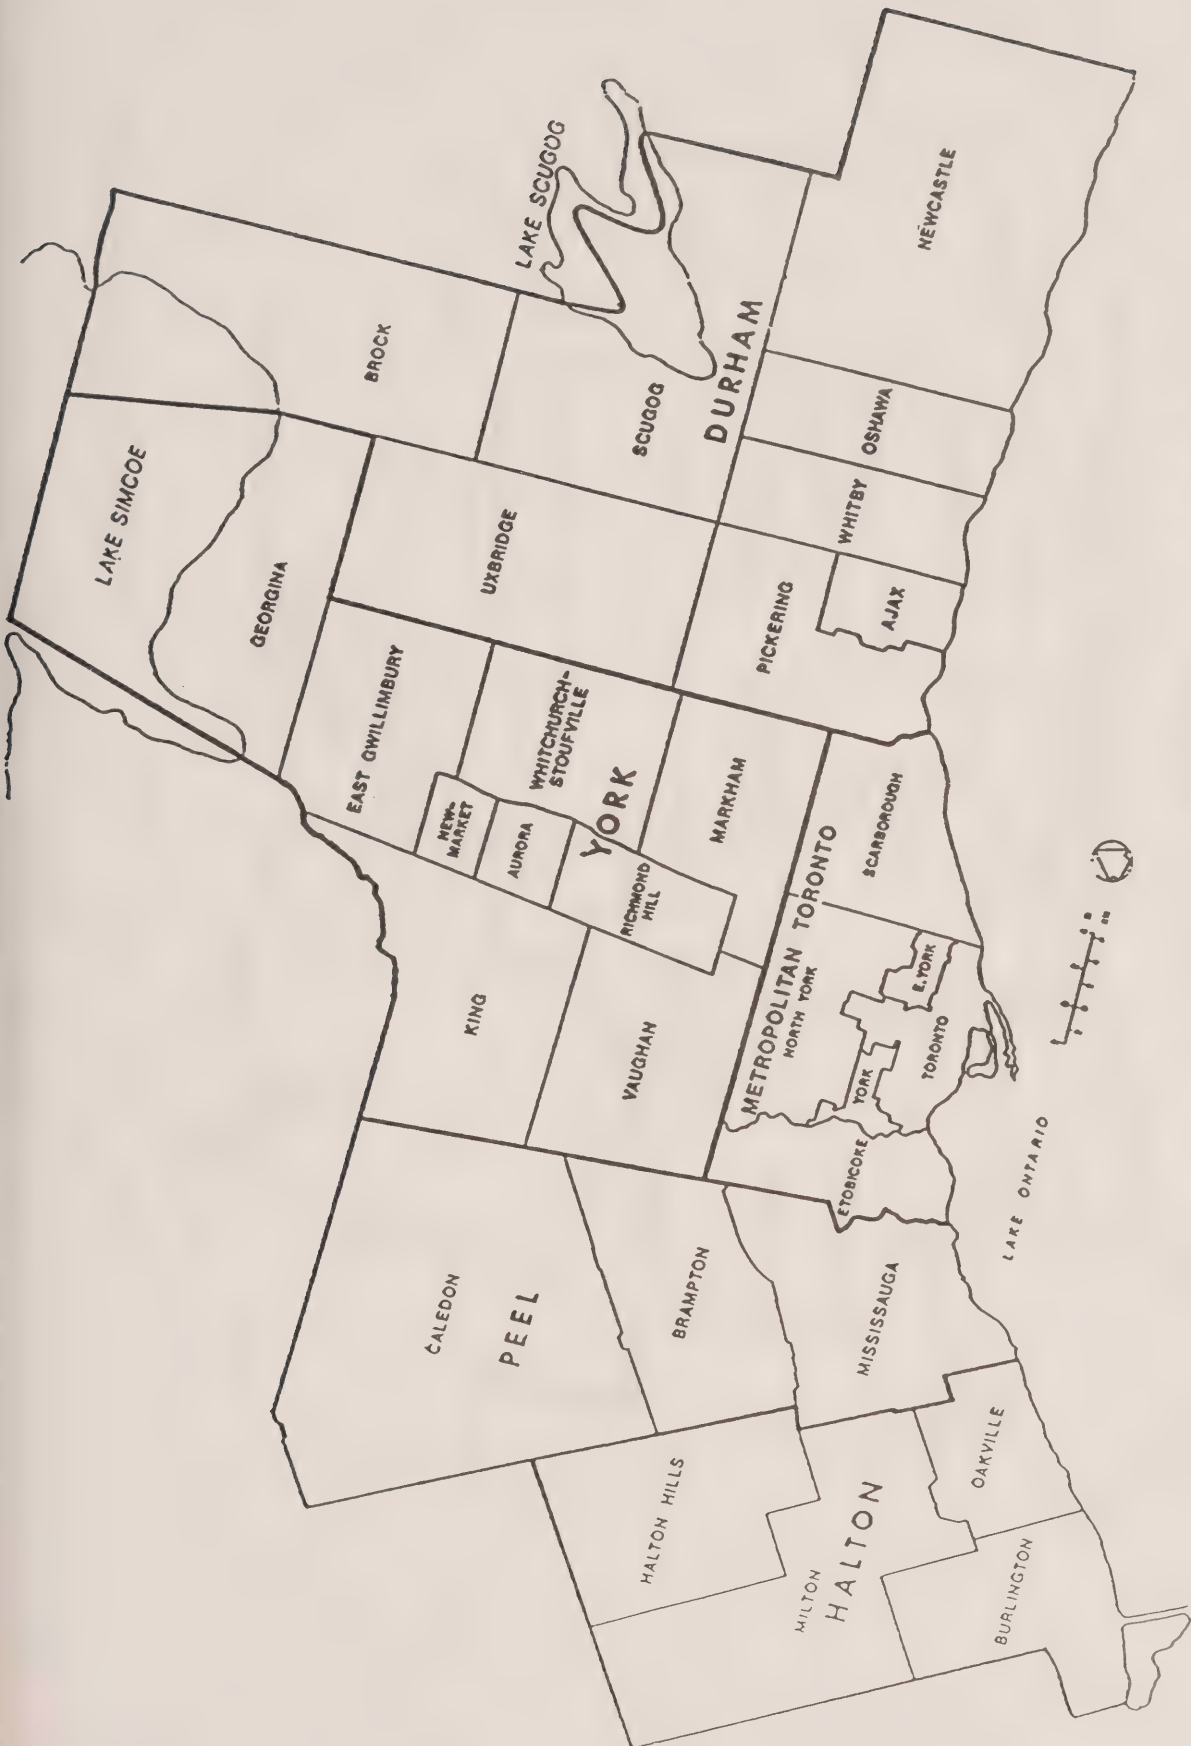 LAKE SIMCOE
GEORGINA
BROCK
LAKE SCUGOG
SCUGOG
UXBRIDGE
DURHAM
NEWCASTLE
OSHAWA
WHITBY
AJAX
PICKERING
EAST GWILLIMBURY
WHITCHURCH-
STOUFVILLE
NEW-
MARKET
AURORA
YORK
RICHMOND
HILL
MARKHAM
KING
VAUGHAN
METROPOLITAN TORONTO
SCARBOROUGH
NORTH YORK
E. YORK
YORK
TORONTO
ETOBICOKE
LAKE ONTARIO
CALEDON
PEEL
BRAMPTON
MISSISSAUGA
HALTON HILLS
MILTON
HALTON
OAKVILLE
BURLINGTON